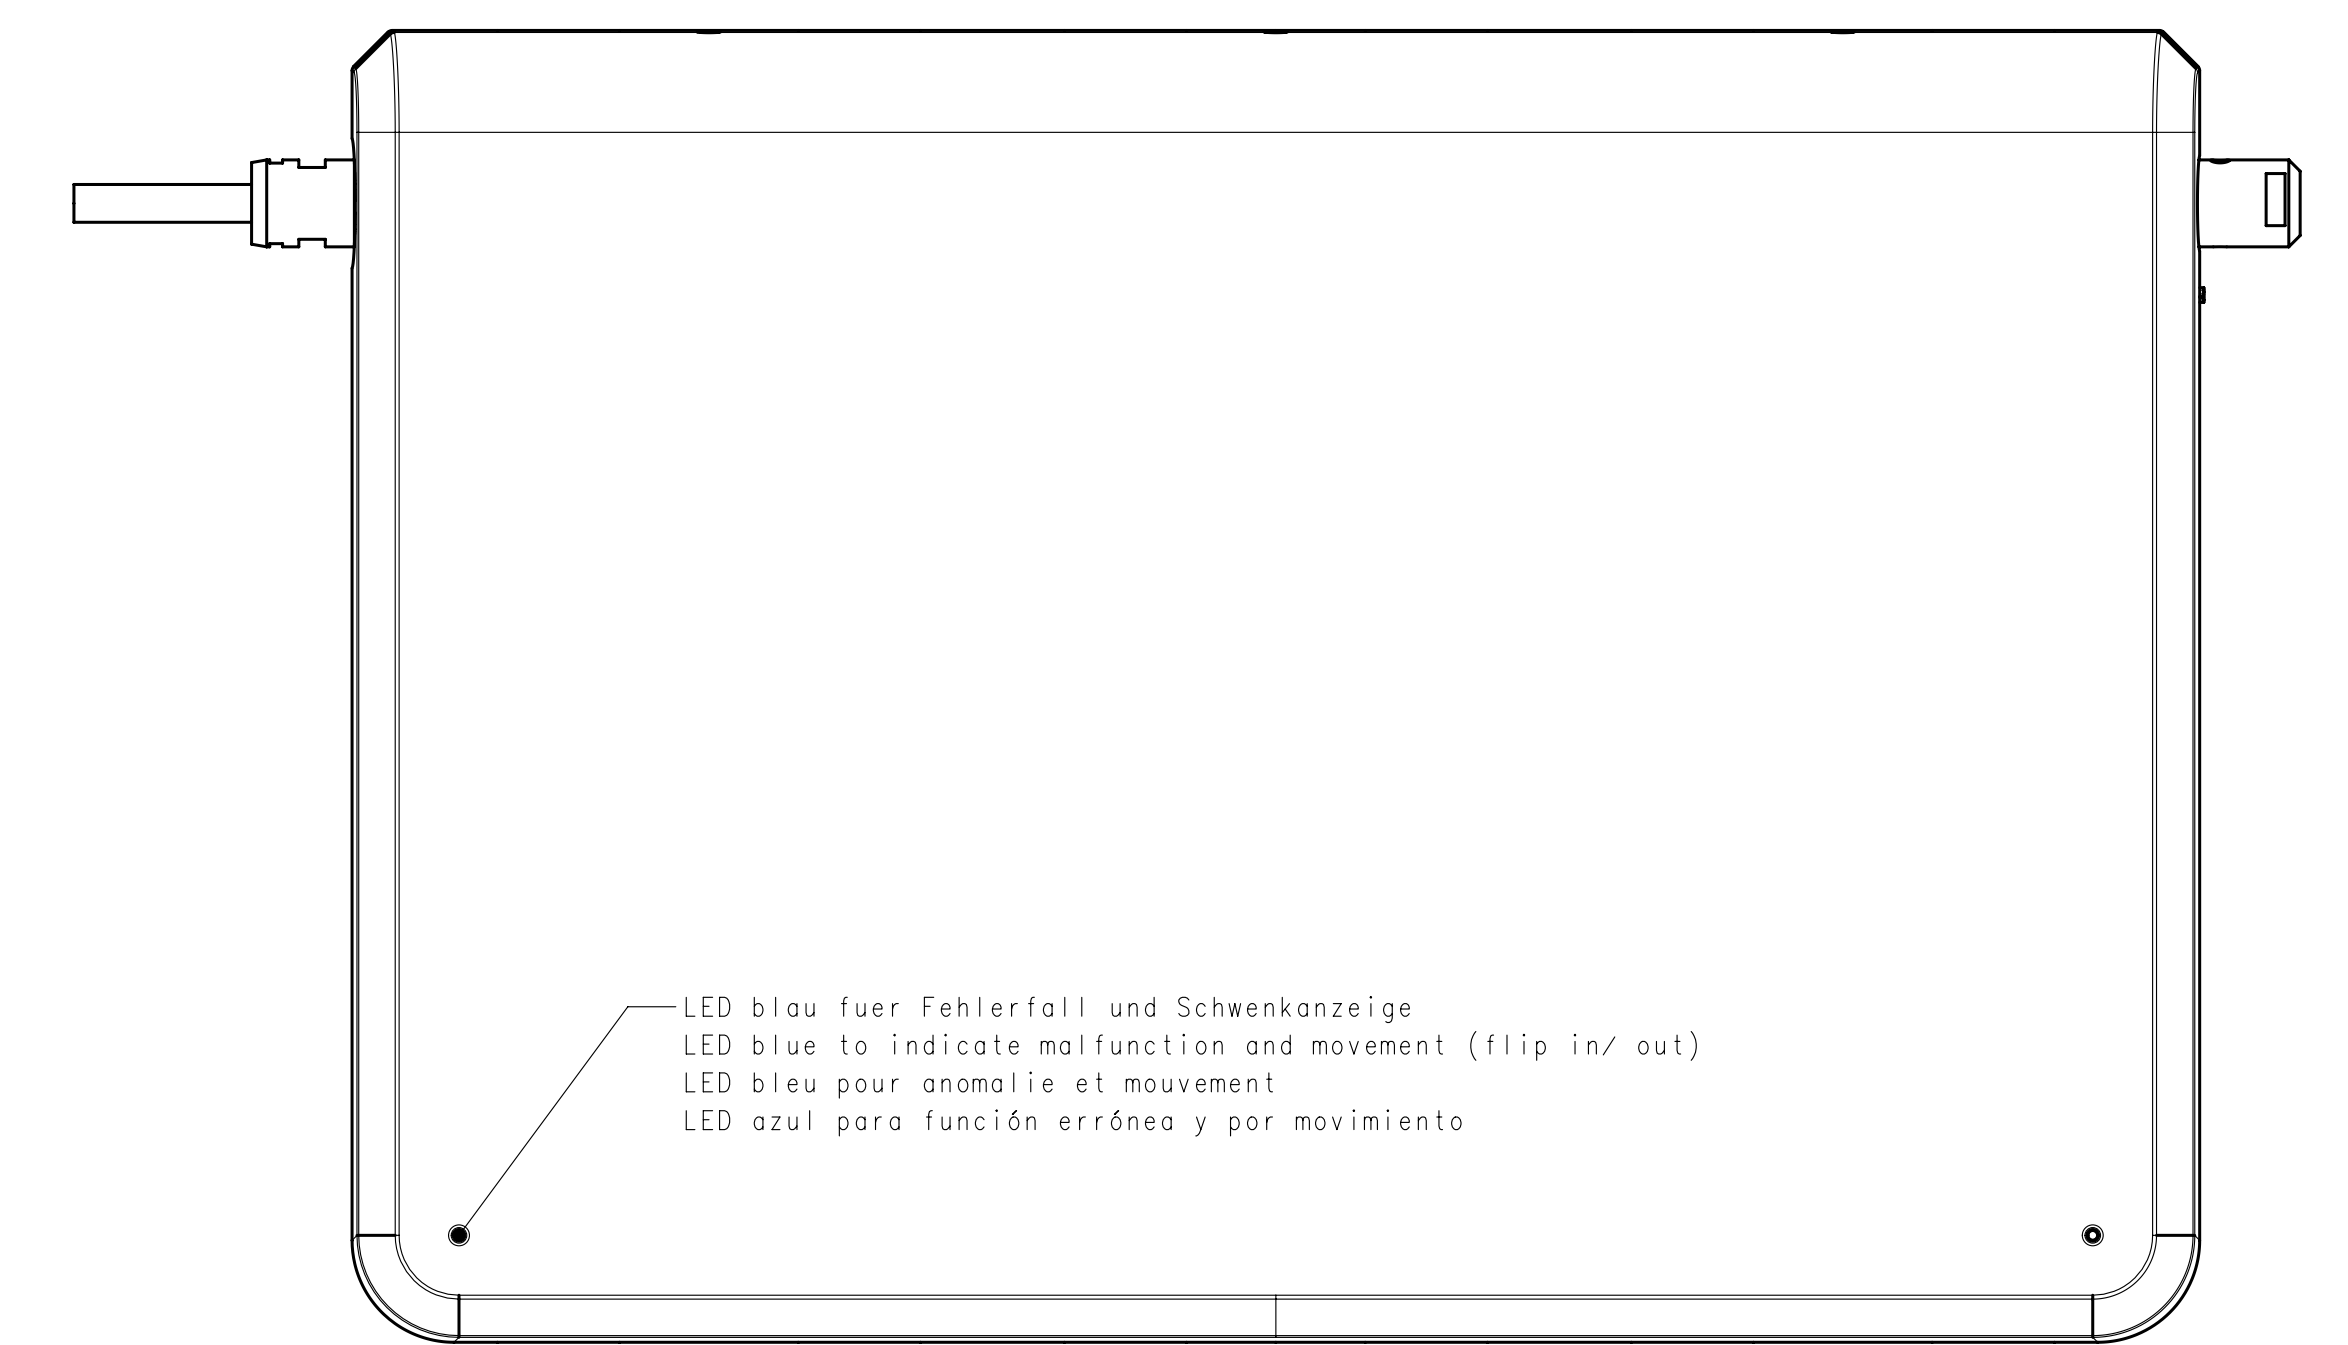 LED blau fuer Fehlerfall und Schwenkanzeige
LED blue to indicate malfunction and movement (flip in/ out)
LED bleu pour anomalie et mouvement
LED azul para función errónea y por movimiento